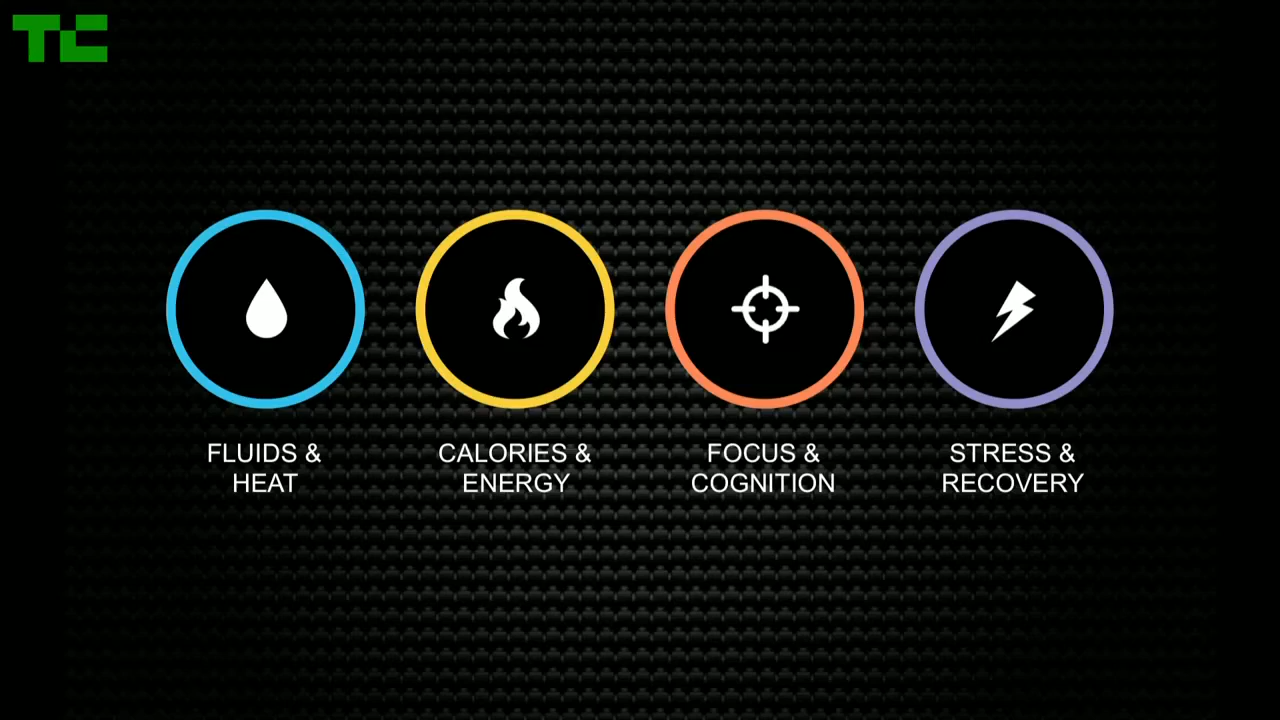 TC
FLUIDS &
HEAT
CALORIES &
ENERGY
FOCUS &
COGNITION
STRESS &
RECOVERY